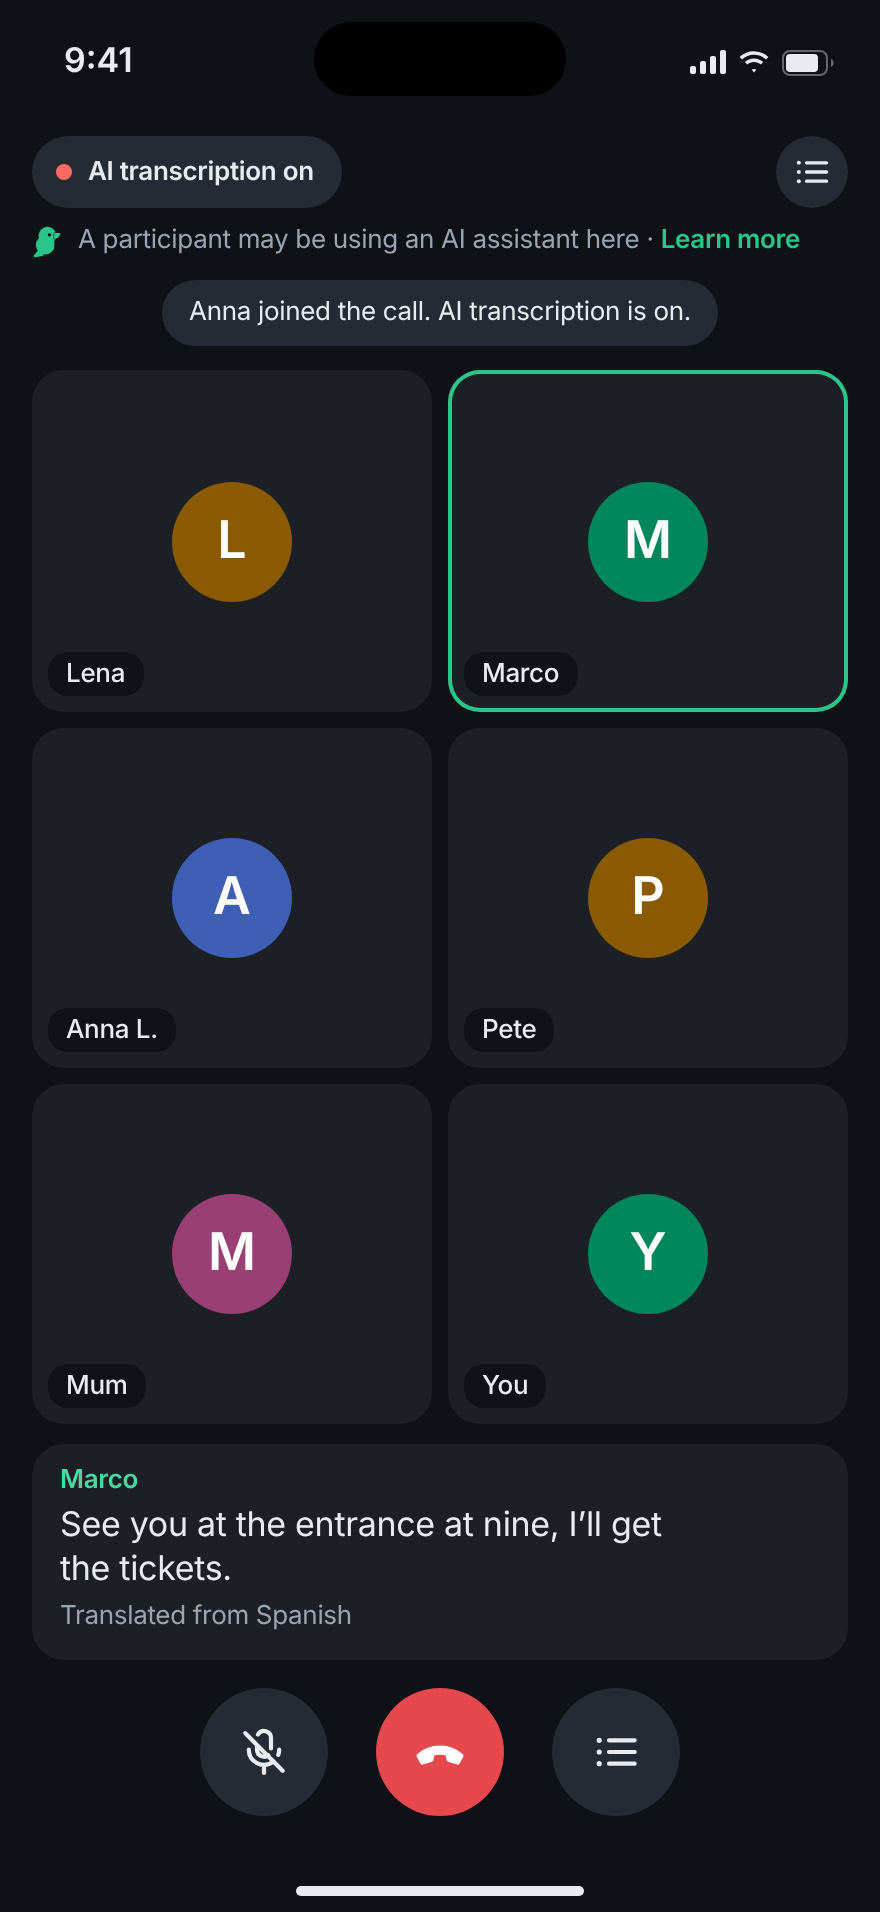 9:41
AI transcription on
A participant may be using an AI assistant here · Learn more
Anna joined the call. AI transcription is on.
L
M
Lena
Marco
A
P
Anna L.
Pete
M
Y
Mum
You
Marco
See you at the entrance at nine, I’ll get
the tickets.
Translated from Spanish